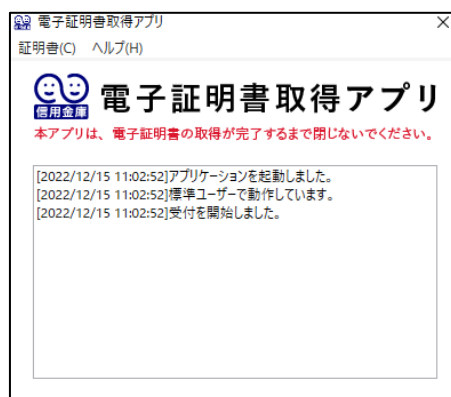 電子証明書取得アプリ
証明書(C) ヘルプ(H)
信用金庫
電子証明書取得アプリ
本アプリは、電子証明書の取得が完了するまで閉じないでください。
[2022/12/15 11:02:52]アプリケーションを起動しました。
[2022/12/15 11:02:52]標準ユーザーで動作しています。
[2022/12/15 11:02:52]受付を開始しました。